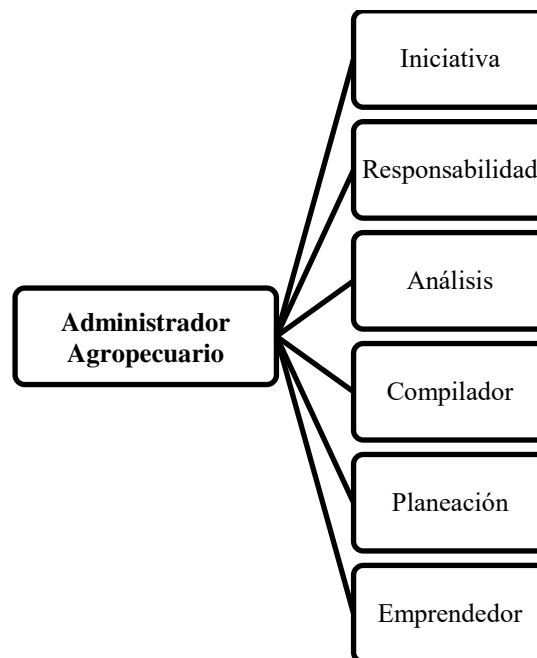 Iniciativa
Responsabilidad
Análisis
Administrador
Agropecuario
Compilador
Planeación
Emprendedor